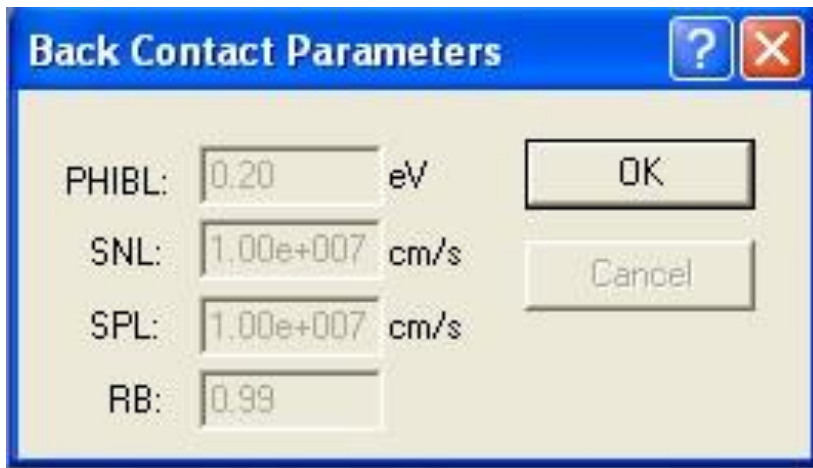 Back Contact Parameters ?
PHIBL: 0.20 eV OK
SNL: 1.00e+007 cm/s
Cancel
SPL: 1.00e+007 cm/s
RB: 0.99